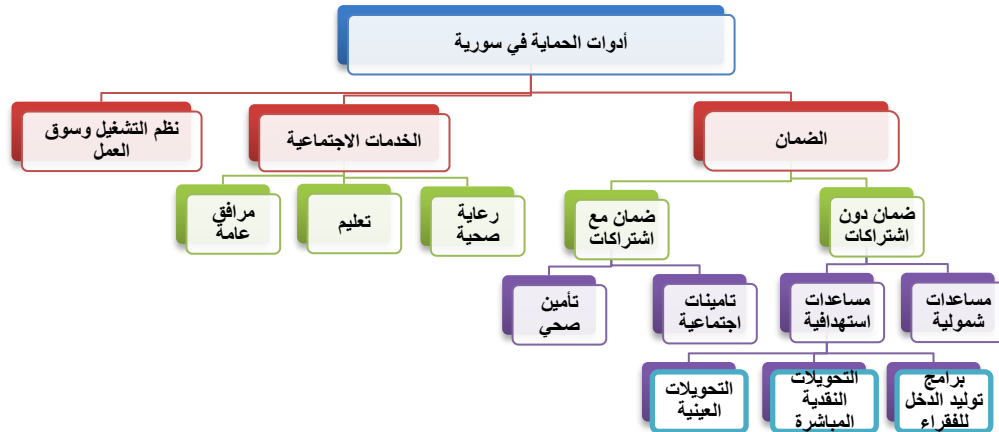 أدوات الحماية في سورية
الضمان
الخدمات الاجتماعية
نظم التشغيل وسوق
العمل
ضمان دون
اشتراكات
ضمان مع
اشتراكات
رعاية
صحية
تعليم
مرافق
عامة
مساعدات
شمولية
مساعدات
استهدافية
تامينات
اجتماعية
تأمين
صحي
برامج
توليد الدخل
للفقراء
التحويلات
النقدية
المباشرة
التحويلات
العينية